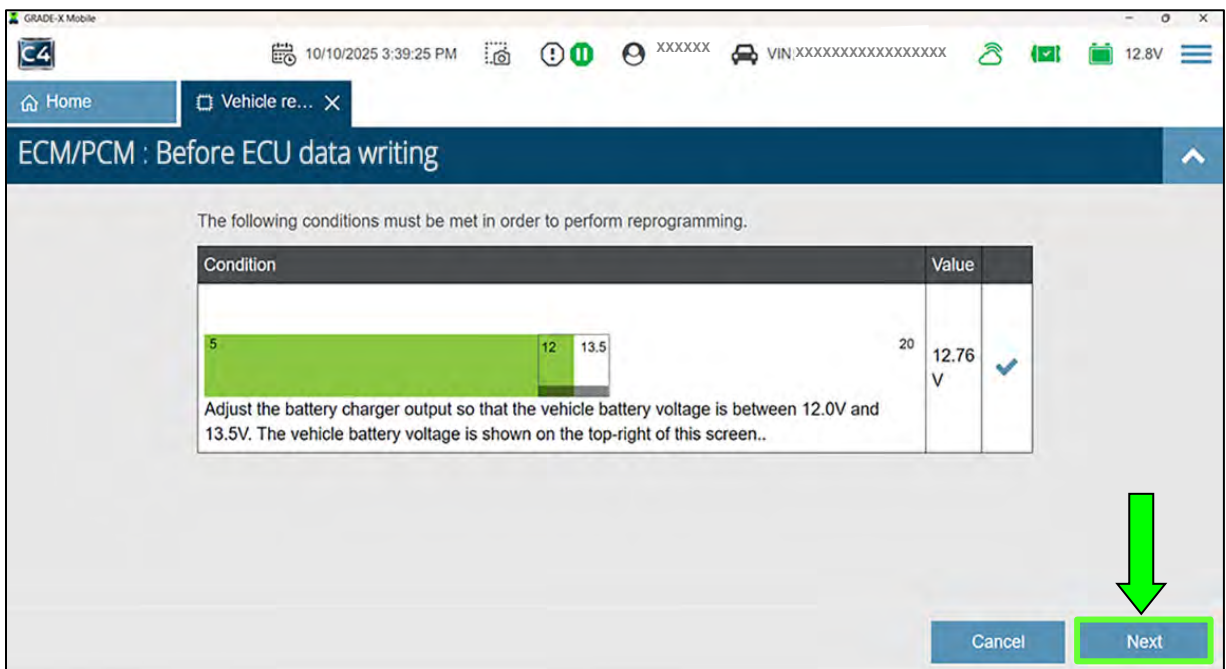 GRADE-X Mobile
C4 10/10/2025 3:39:25 PM XXXXXX VIN:XXXXXXXXXXXXXXXXX 12.8V
Home Vehicle re...
ECM/PCM : Before ECU data writing
The following conditions must be met in order to perform reprogramming.
Condition Value
5 12 13.5 20
12.76
V
Adjust the battery charger output so that the vehicle battery voltage is between 12.0V and
13.5V. The vehicle battery voltage is shown on the top-right of this screen..
Cancel Next